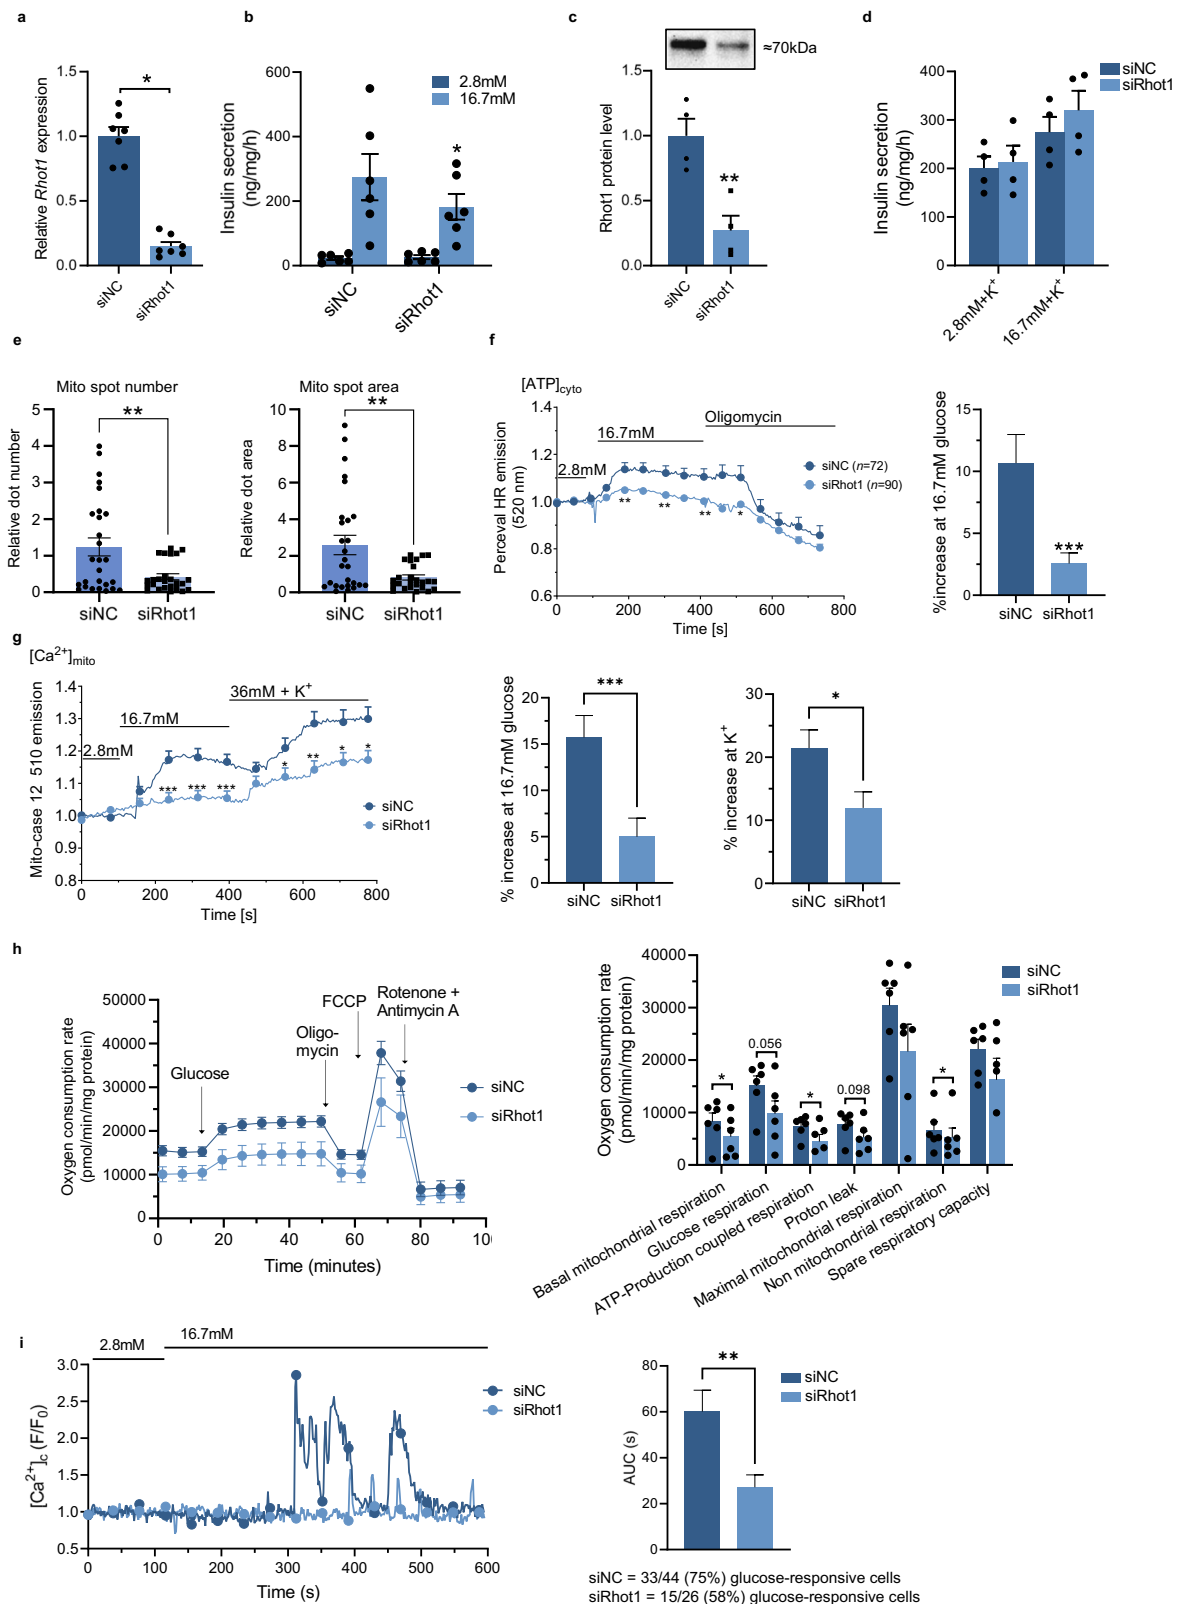 a
Relative Rhot1 expression
1.5
1.0
0.5
0.0
*
siNC
siRhot1
b
Insulin secretion
(ng/mg/h)
600
400
200
0
2.8mM
16.7mM
*
siNC
siRhot1
c
≈70kDa
Rhot1 protein level
1.5
1.0
0.5
0.0
**
siNC
siRhot1
d
Insulin secretion
(ng/mg/h)
400
300
200
100
0
siNC
siRhot1
2.8mM+K+
16.7mM+K+
e
Mito spot number
Relative dot number
5
4
3
2
1
0
**
siNC
siRhot1
Mito spot area
Relative dot area
10
8
6
4
2
0
**
siNC
siRhot1
f
[ATP]cyto
Perceval HR emission
(520 nm)
1.4
1.2
1.0
0.8
0.6
2.8mM
16.7mM
Oligomycin
siNC (n=72)
siRhot1 (n=90)
** ** ** *
0 200 400 600 800
Time [s]
%increase at 16.7mM glucose
15
10
5
0
***
siNC siRhot1
g
[Ca2+]mito
Mito-case 12 510 emission
1.4
1.3
1.2
1.1
1.0
0.9
0.8
2.8mM
16.7mM
36mM + K+
*** *** *** * ** * *
siNC
siRhot1
0 200 400 600 800
Time [s]
% increase at 16.7mM glucose
20
15
10
5
0
***
siNC siRhot1
% increase at K+
30
20
10
0
*
siNC siRhot1
h
Oxygen consumption rate
(pmol/min/mg protein)
50000
40000
30000
20000
10000
0
Glucose
Oligo-
mycin
FCCP
Rotenone +
Antimycin A
siNC
siRhot1
0 20 40 60 80 10
Time (minutes)
Oxygen consumption rate
(pmol/min/mg protein)
40000
30000
20000
10000
0
*
0.056
*
0.098
*
siNC
siRhot1
Basal mitochondrial respiration
Glucose respiration
ATP-Production coupled respiration
Proton leak
Maximal mitochondrial respiration
Non mitochondrial respiration
Spare respiratory capacity
i
2.8mM
16.7mM
[Ca2+]c (F/F0)
3.0
2.5
2.0
1.5
1.0
0.5
siNC
siRhot1
0 100 200 300 400 500 600
Time (s)
AUC (s)
80
60
40
20
0
**
siNC
siRhot1
siNC = 33/44 (75%) glucose-responsive cells
siRhot1 = 15/26 (58%) glucose-responsive cells